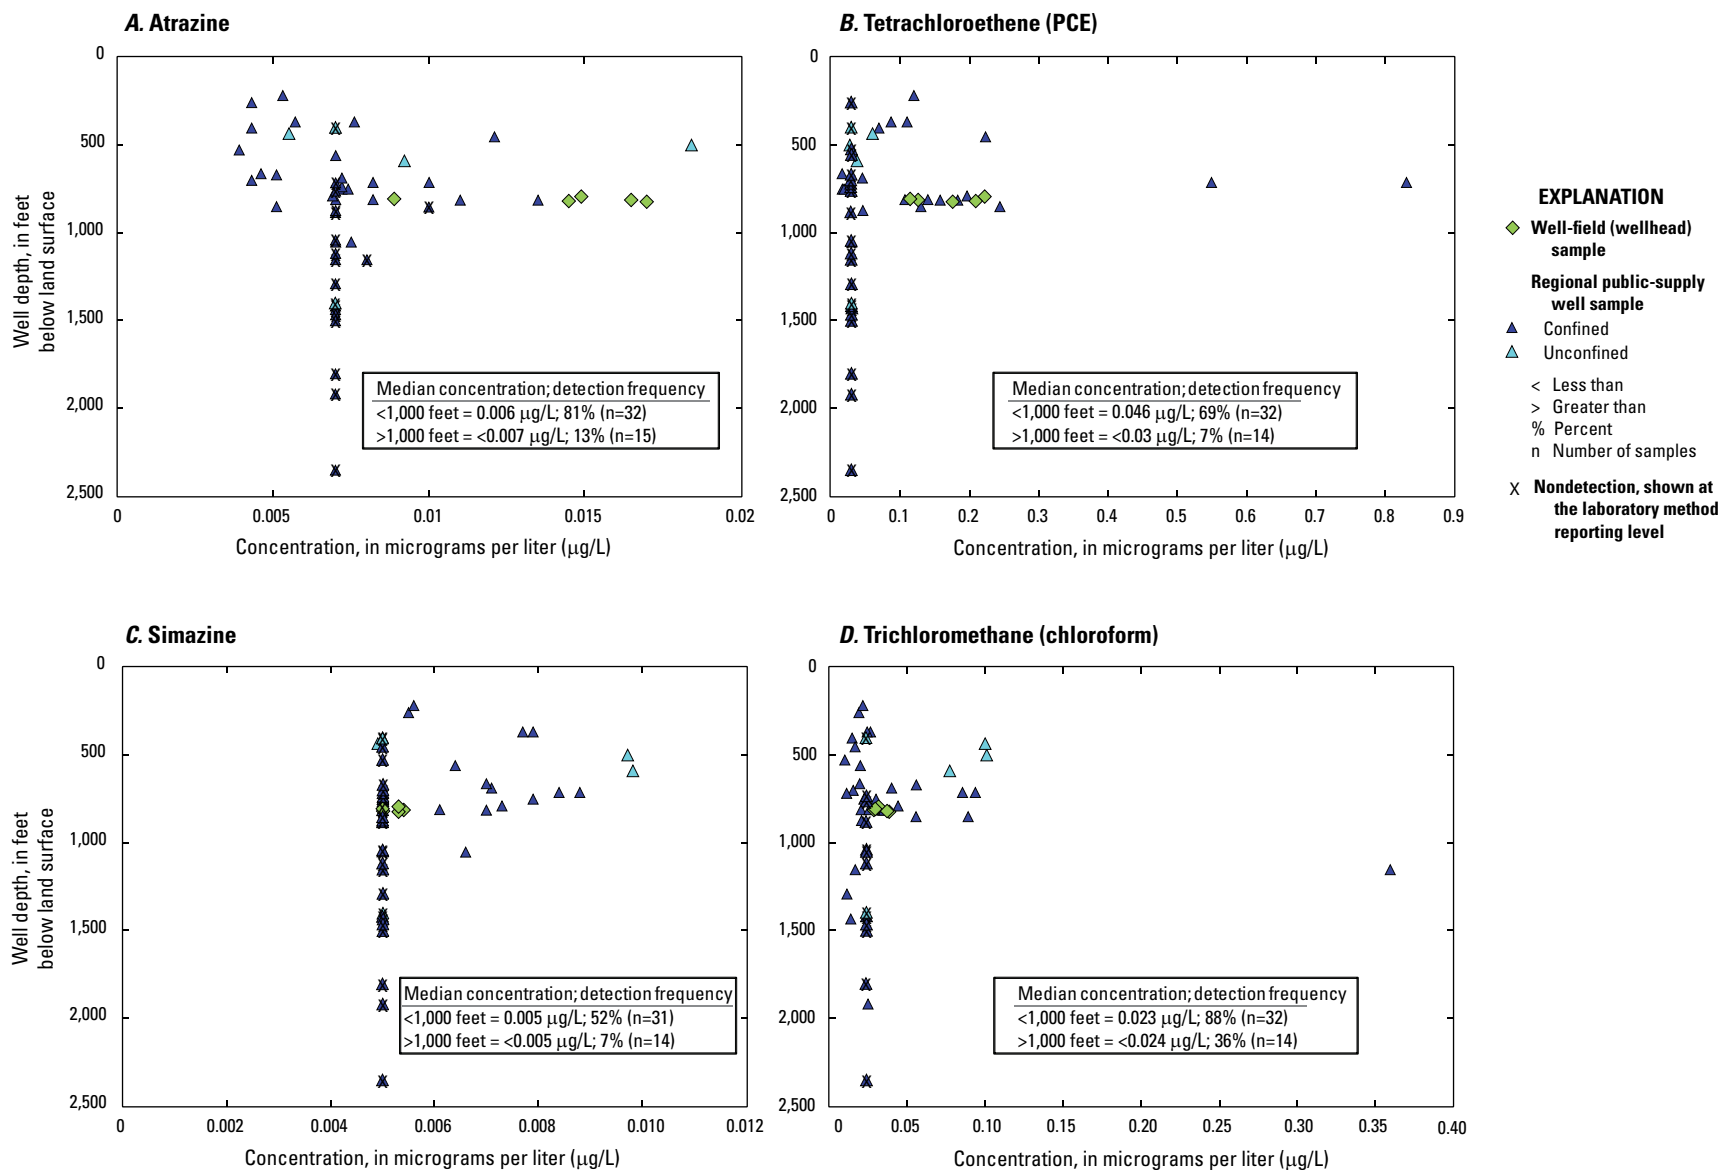 A. Atrazine
0
500
1,000
1,500
2,000
2,500
Well depth, in feet
below land surface
Median concentration; detection frequency
<1,000 feet = 0.006 µg/L; 81% (n=32)
>1,000 feet = <0.007 µg/L; 13% (n=15)
0 0.005 0.01 0.015 0.02
Concentration, in micrograms per liter (µg/L)
B. Tetrachloroethene (PCE)
0
500
1,000
1,500
2,000
2,500
Median concentration; detection frequency
<1,000 feet = 0.046 µg/L; 69% (n=32)
>1,000 feet = <0.03 µg/L; 7% (n=14)
0 0.1 0.2 0.3 0.4 0.5 0.6 0.7 0.8 0.9
Concentration, in micrograms per liter (µg/L)
EXPLANATION
Well-field (wellhead)
sample
Regional public-supply
well sample
Confined
Unconfined
< Less than
> Greater than
% Percent
n Number of samples
X Nondetection, shown at
the laboratory method
reporting level
C. Simazine
0
500
1,000
1,500
2,000
2,500
Well depth, in feet
below land surface
Median concentration; detection frequency
<1,000 feet = 0.005 µg/L; 52% (n=31)
>1,000 feet = <0.005 µg/L; 7% (n=14)
0 0.002 0.004 0.006 0.008 0.010 0.012
Concentration, in micrograms per liter (µg/L)
D. Trichloromethane (chloroform)
0
500
1,000
1,500
2,000
2,500
Median concentration; detection frequency
<1,000 feet = 0.023 µg/L; 88% (n=32)
>1,000 feet = <0.024 µg/L; 36% (n=14)
0 0.05 0.10 0.15 0.20 0.25 0.30 0.35 0.40
Concentration, in micrograms per liter (µg/L)